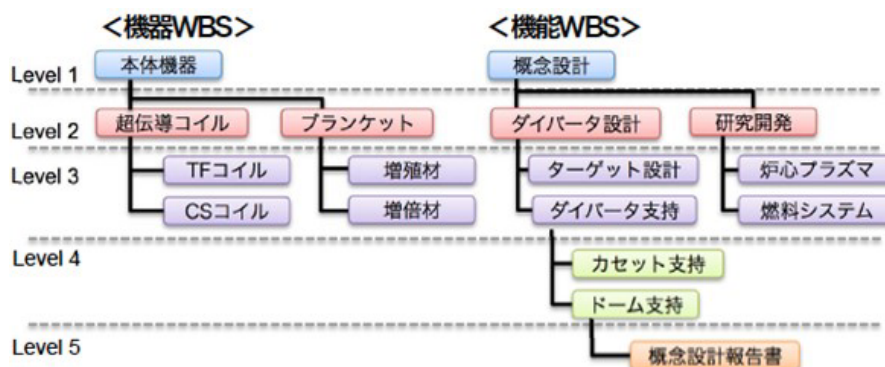 ＜機器WBS＞ ＜機能WBS＞
Level 1 本体機器 概念設計
Level 2 超伝導コイル ブランケット ダイバータ設計 研究開発
Level 3 TFコイル 増殖材 ターゲット設計 炉心プラズマ
CSコイル 増倍材 ダイバータ支持 燃料システム
Level 4 カセット支持
ドーム支持
Level 5 概念設計報告書